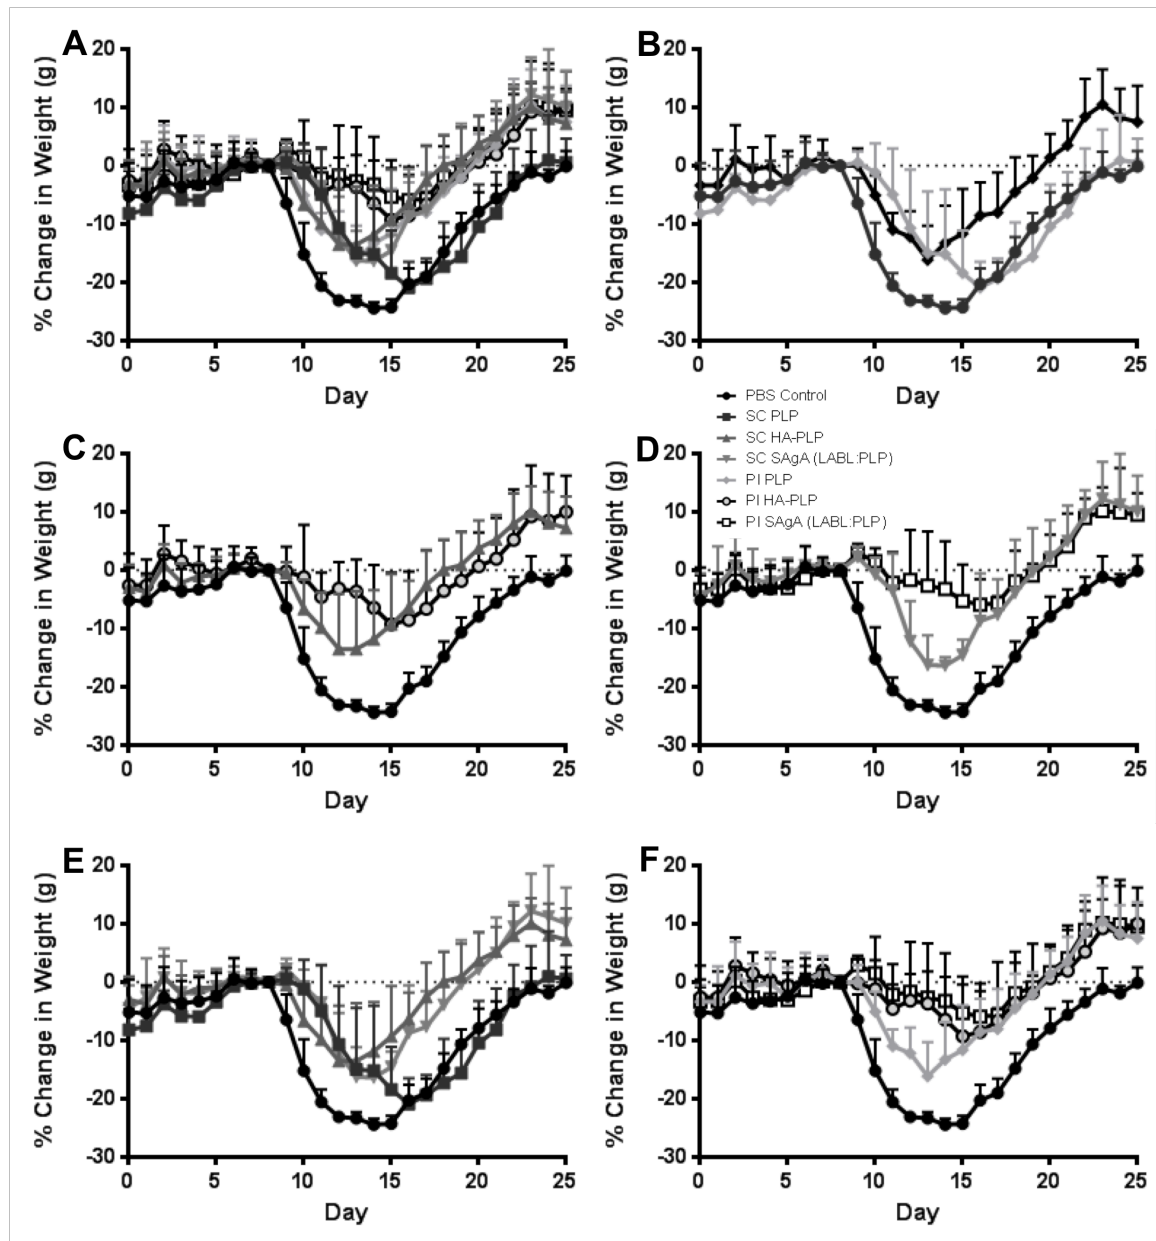 A
B
% Change in Weight (g)
20
10
0
-10
-20
-30
0 5 10 15 20 25
Day
% Change in Weight (g)
20
10
0
-10
-20
-30
0 5 10 15 20 25
Day
PBS Control
SC PLP
SC HA-PLP
SC SAgA (LABL:PLP)
PI PLP
PI HA-PLP
PI SAgA (LABL:PLP)
C
D
% Change in Weight (g)
20
10
0
-10
-20
-30
0 5 10 15 20 25
Day
% Change in Weight (g)
20
10
0
-10
-20
-30
0 5 10 15 20 25
Day
E
F
% Change in Weight (g)
20
10
0
-10
-20
-30
0 5 10 15 20 25
Day
% Change in Weight (g)
20
10
0
-10
-20
-30
0 5 10 15 20 25
Day